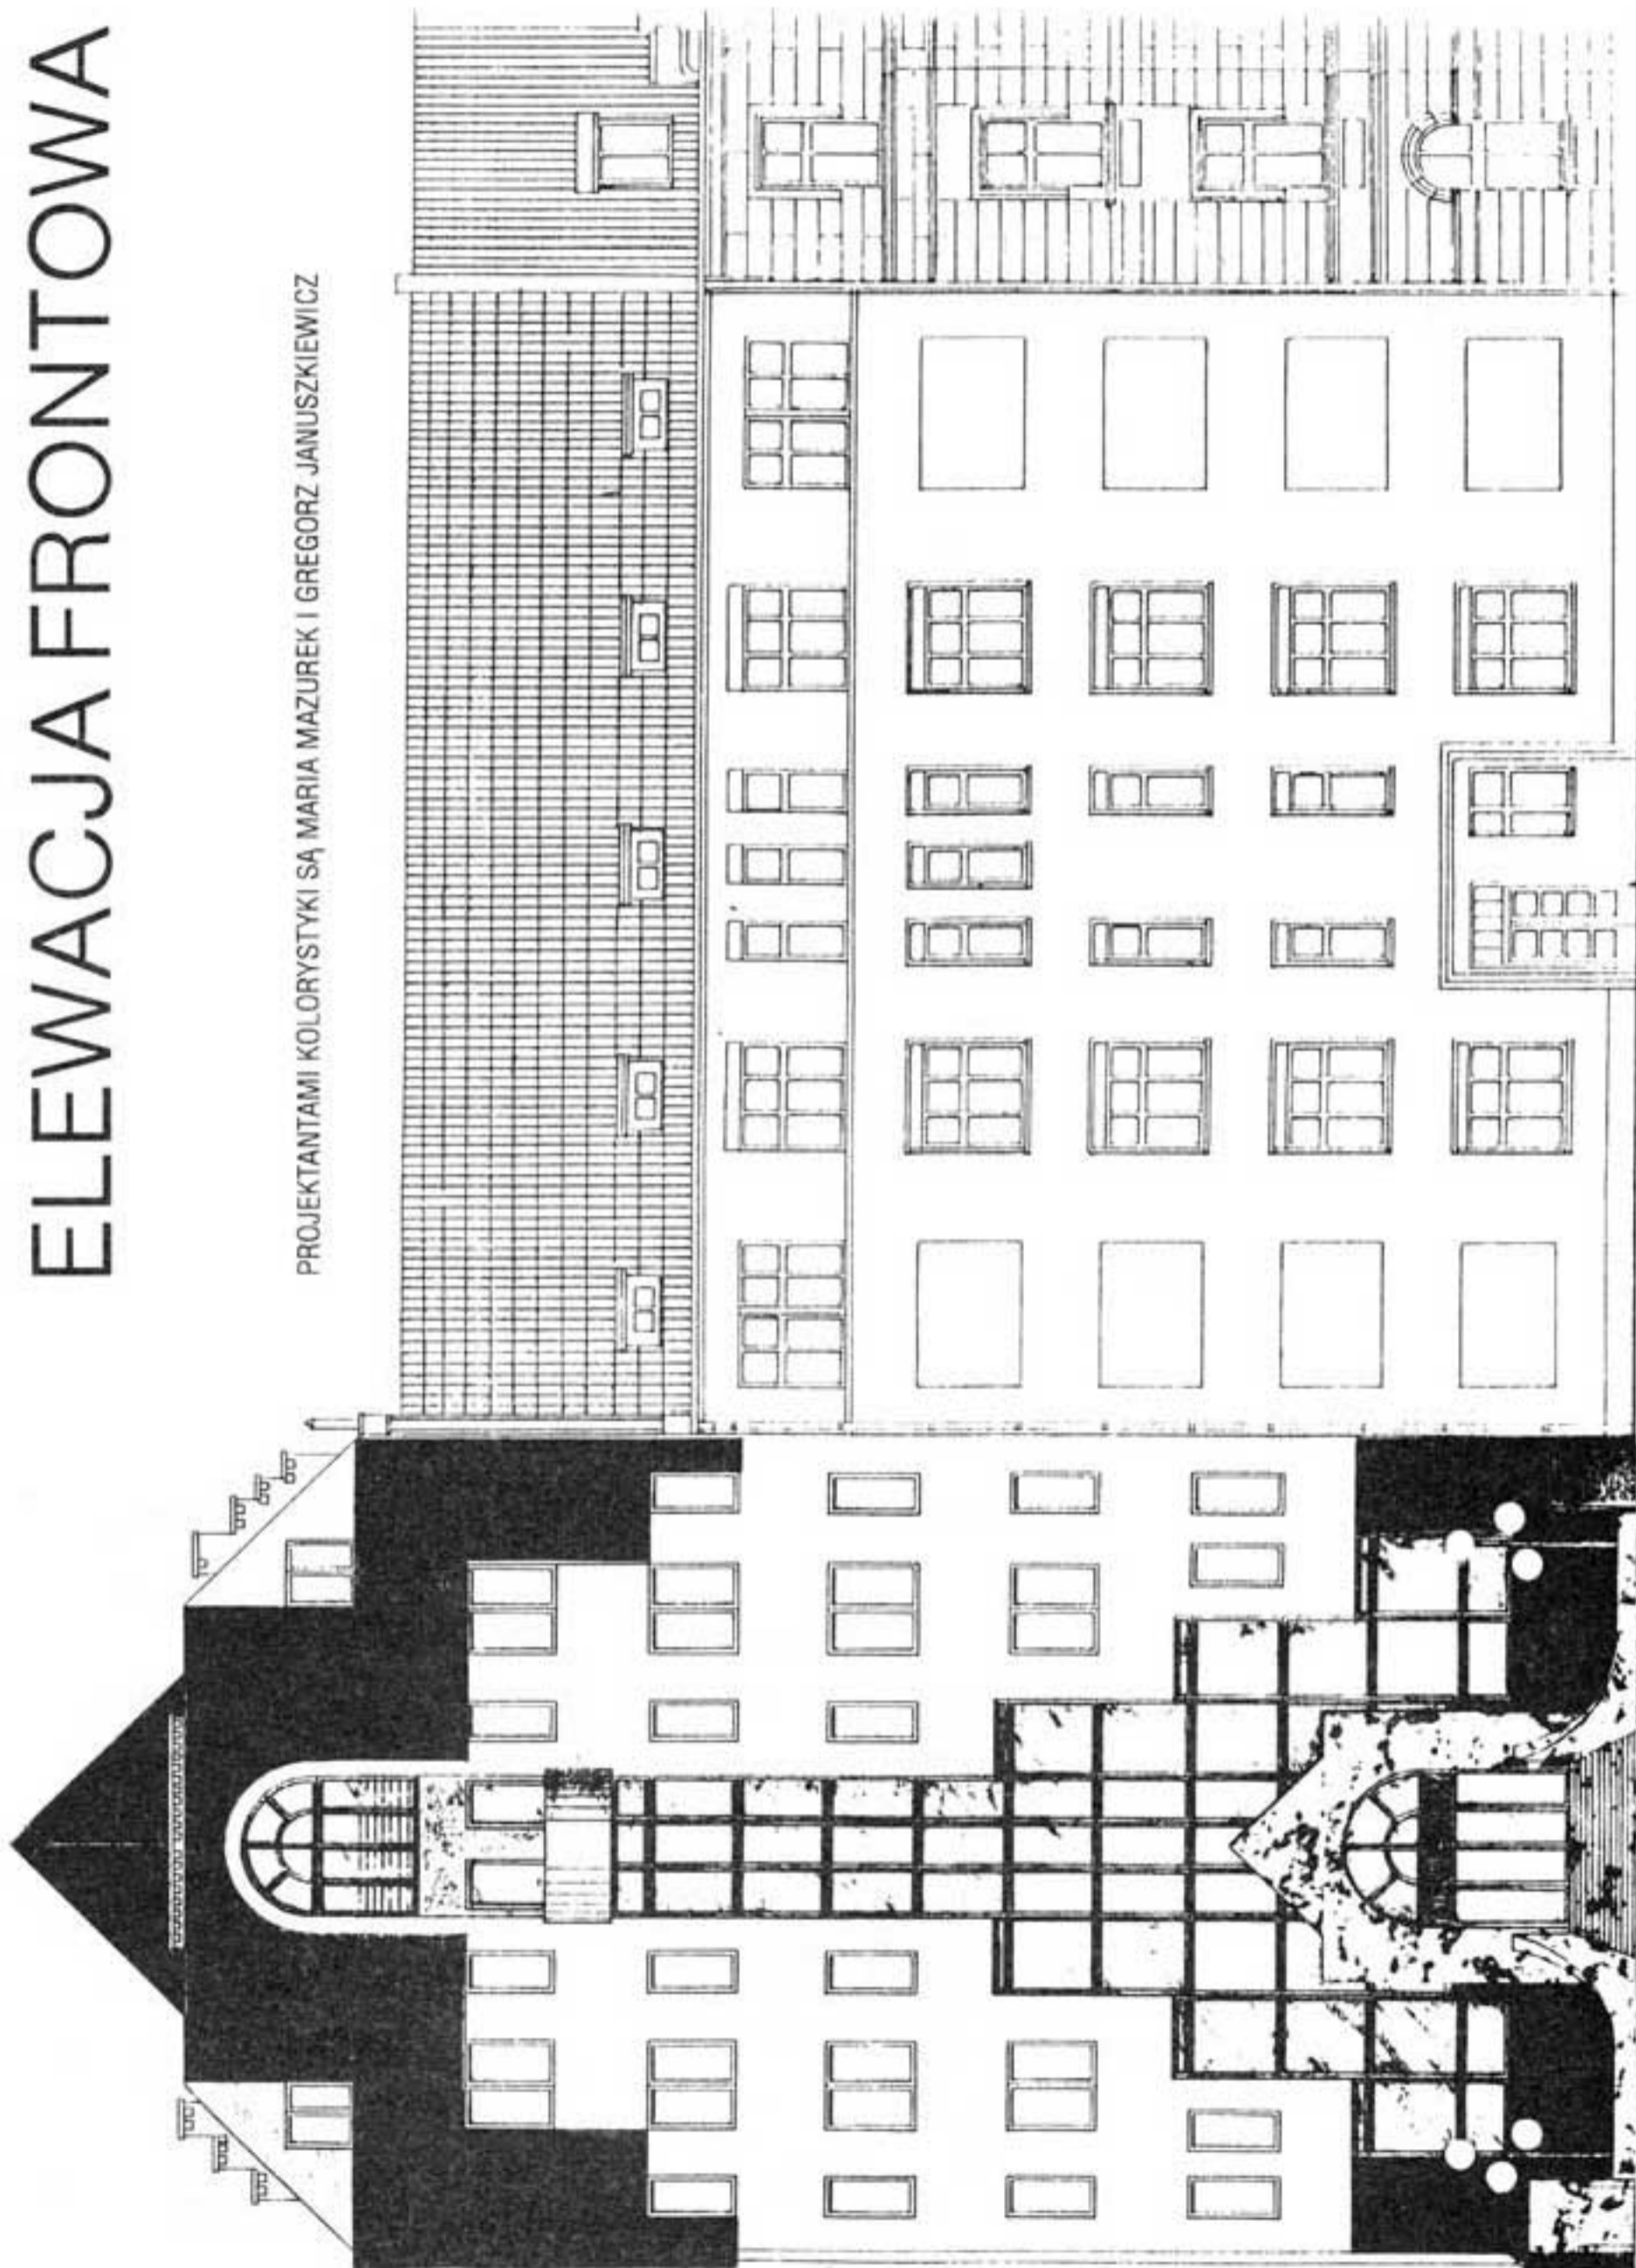 ELEWACJA FRONTOWA
PROJEKTANTAMI KOLORYSTYKI SĄ MARIA MAZUREK I GREGORZ JANUSZKIEWICZ